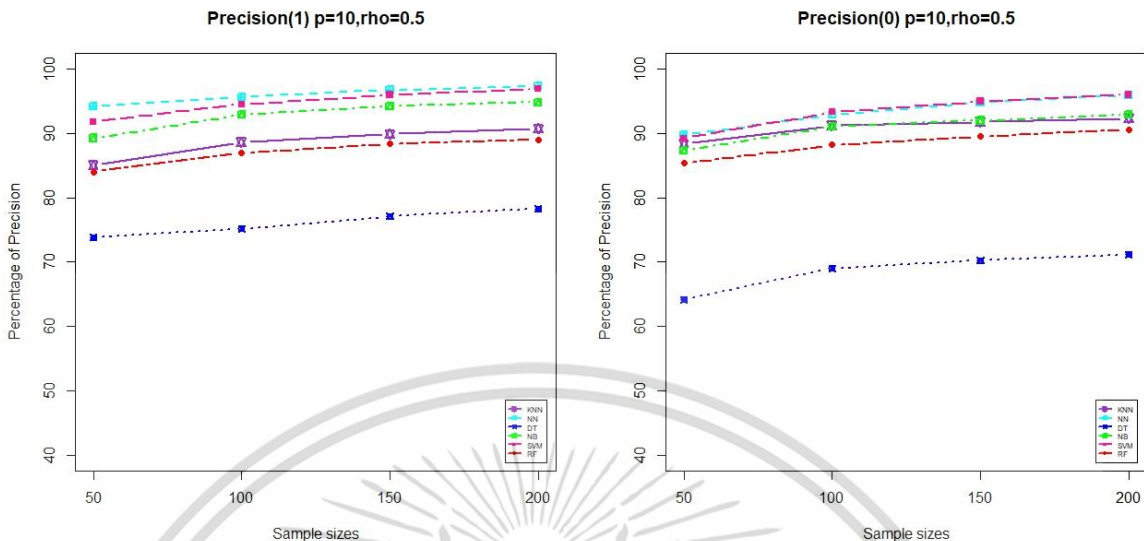 Precision(1) p=10,rho=0.5
Percentage of Precision
100
90
80
70
60
50
40
50 100 150 200
Sample sizes
KNN
NN
DT
NB
SVM
RF
Precision(0) p=10,rho=0.5
Percentage of Precision
100
90
80
70
60
50
40
50 100 150 200
Sample sizes
KNN
NN
DT
NB
SVM
RF